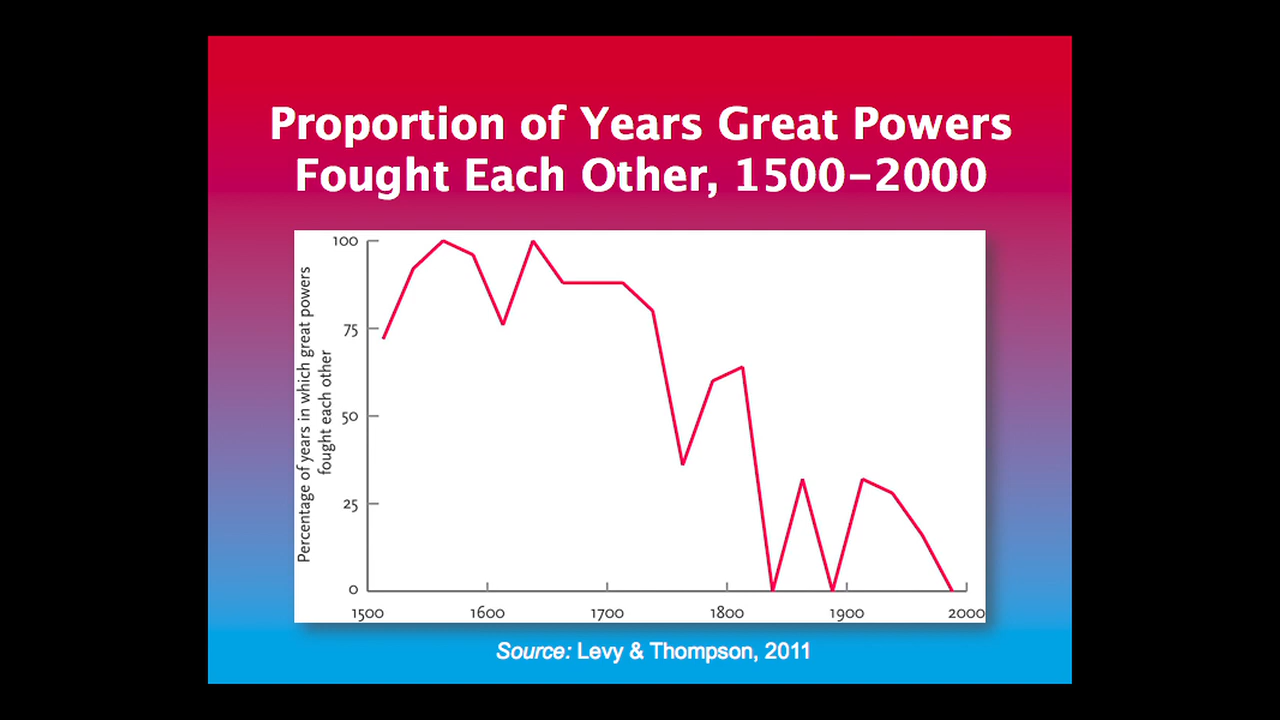 Proportion of Years Great Powers
Fought Each Other, 1500–2000
Percentage of years in which great powers
fought each other
100
75
50
25
0
1500 1600 1700 1800 1900 2000
Source: Levy & Thompson, 2011